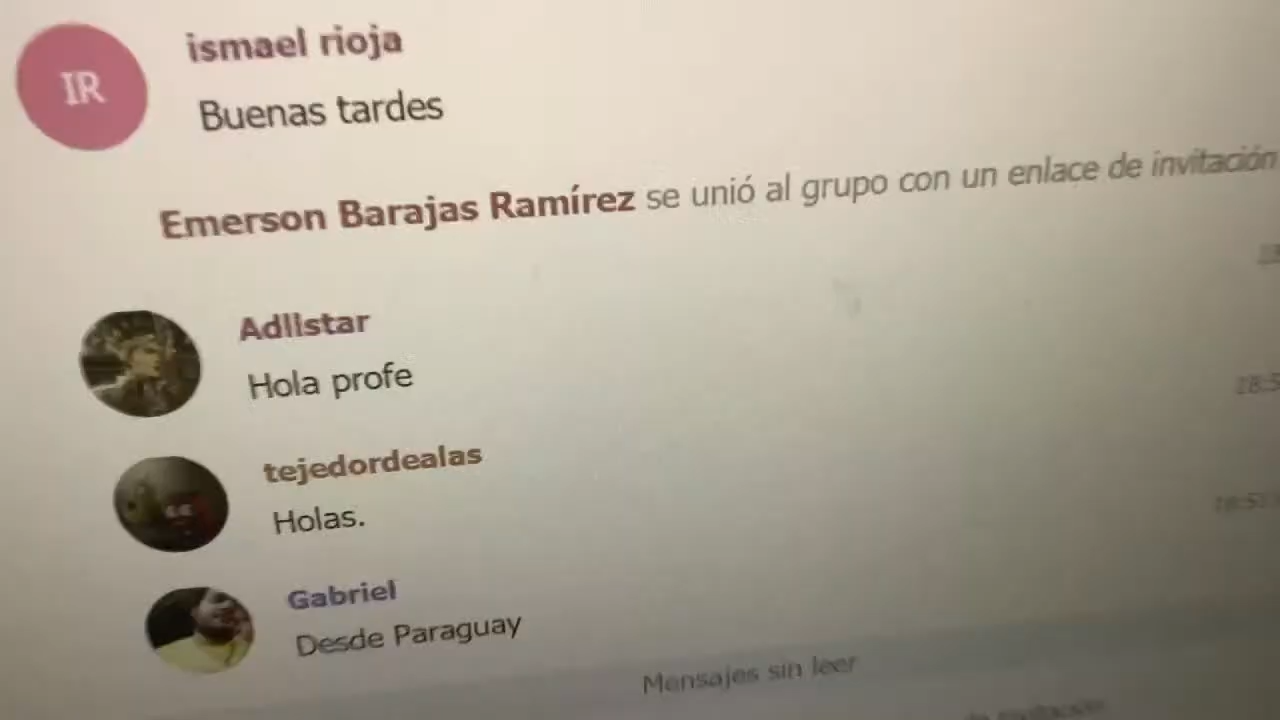 IR
ismael rioja
Buenas tardes
Emerson Barajas Ramírez se unió al grupo con un enlace de invitación
Adllstar
Hola profe
tejedordealas
Holas.
Gabriel
Desde Paraguay
Mensajes sin leer